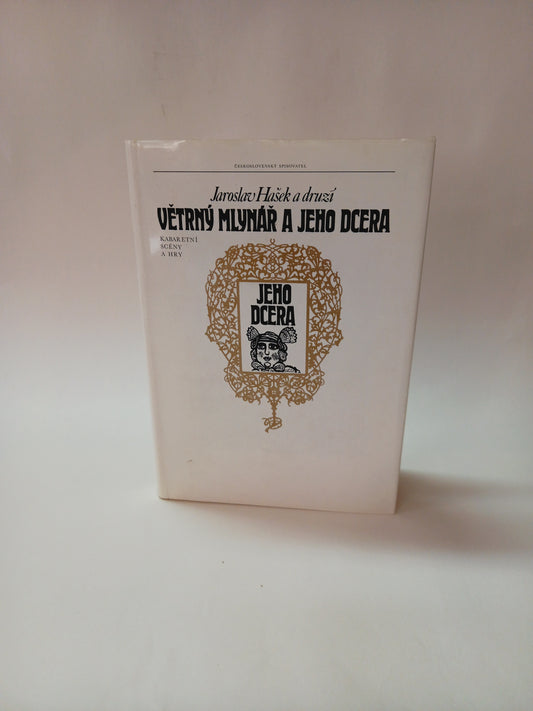 ČESKOSLOVENSKÝ SPISOVATEL
Jaroslav Hašek a druzí
VĚTRNÝ MLYNÁŘ A JEHO DCERA
KABARETNÍ
SCÉNY
A HRY
JEHO
DCERA